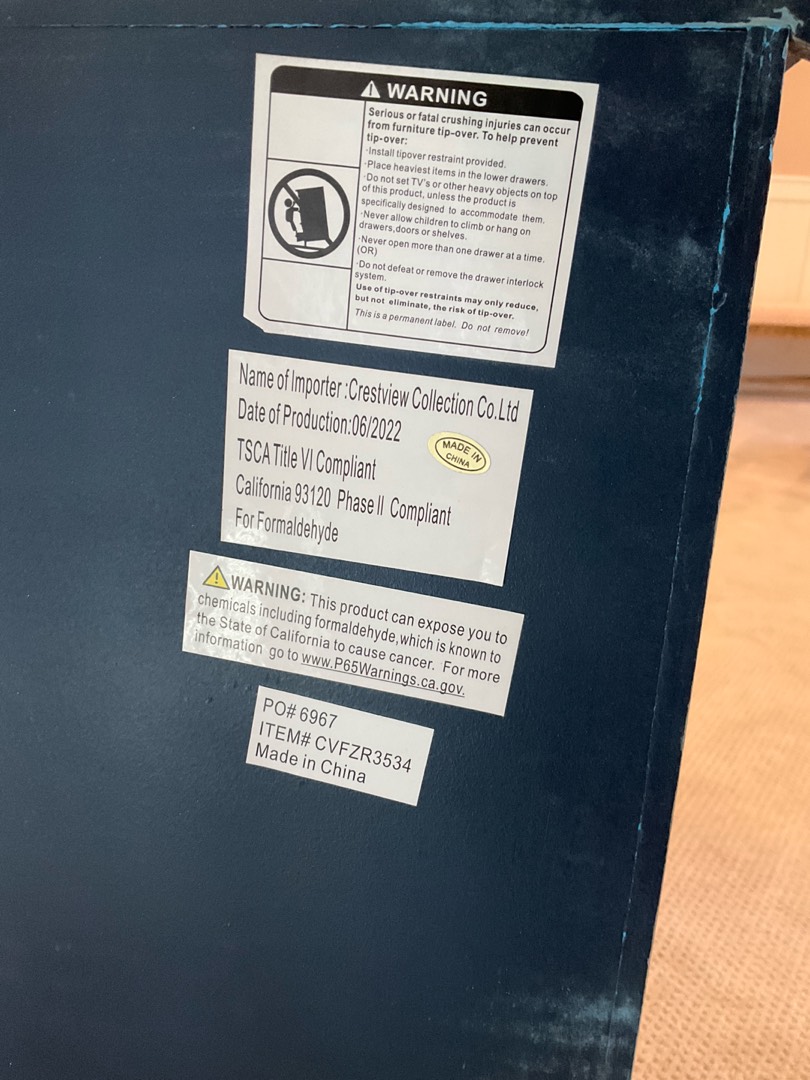 WARNING
Serious or fatal crushing injuries can occur
from furniture tip-over. To help prevent
tip-over:
·Install tipover restraint provided.
·Place heaviest items in the lower drawers.
·Do not set TV's or other heavy objects on top
of this product, unless the product is
specifically designed to accommodate them.
·Never allow children to climb or hang on
drawers,doors or shelves.
·Never open more than one drawer at a time.
(OR)
·Do not defeat or remove the drawer interlock
system.
Use of tip-over restraints may only reduce,
but not eliminate, the risk of tip-over.
This is a permanent label. Do not remove!
Name of Importer :Crestview Collection Co.Ltd
Date of Production:06/2022
MADE IN
CHINA
TSCA Title VI Compliant
California 93120 Phase II Compliant
For Formaldehyde
WARNING: This product can expose you to
chemicals including formaldehyde,which is known to
the State of California to cause cancer. For more
information go to www.P65Warnings.ca.gov.
PO# 6967
ITEM# CVFZR3534
Made in China